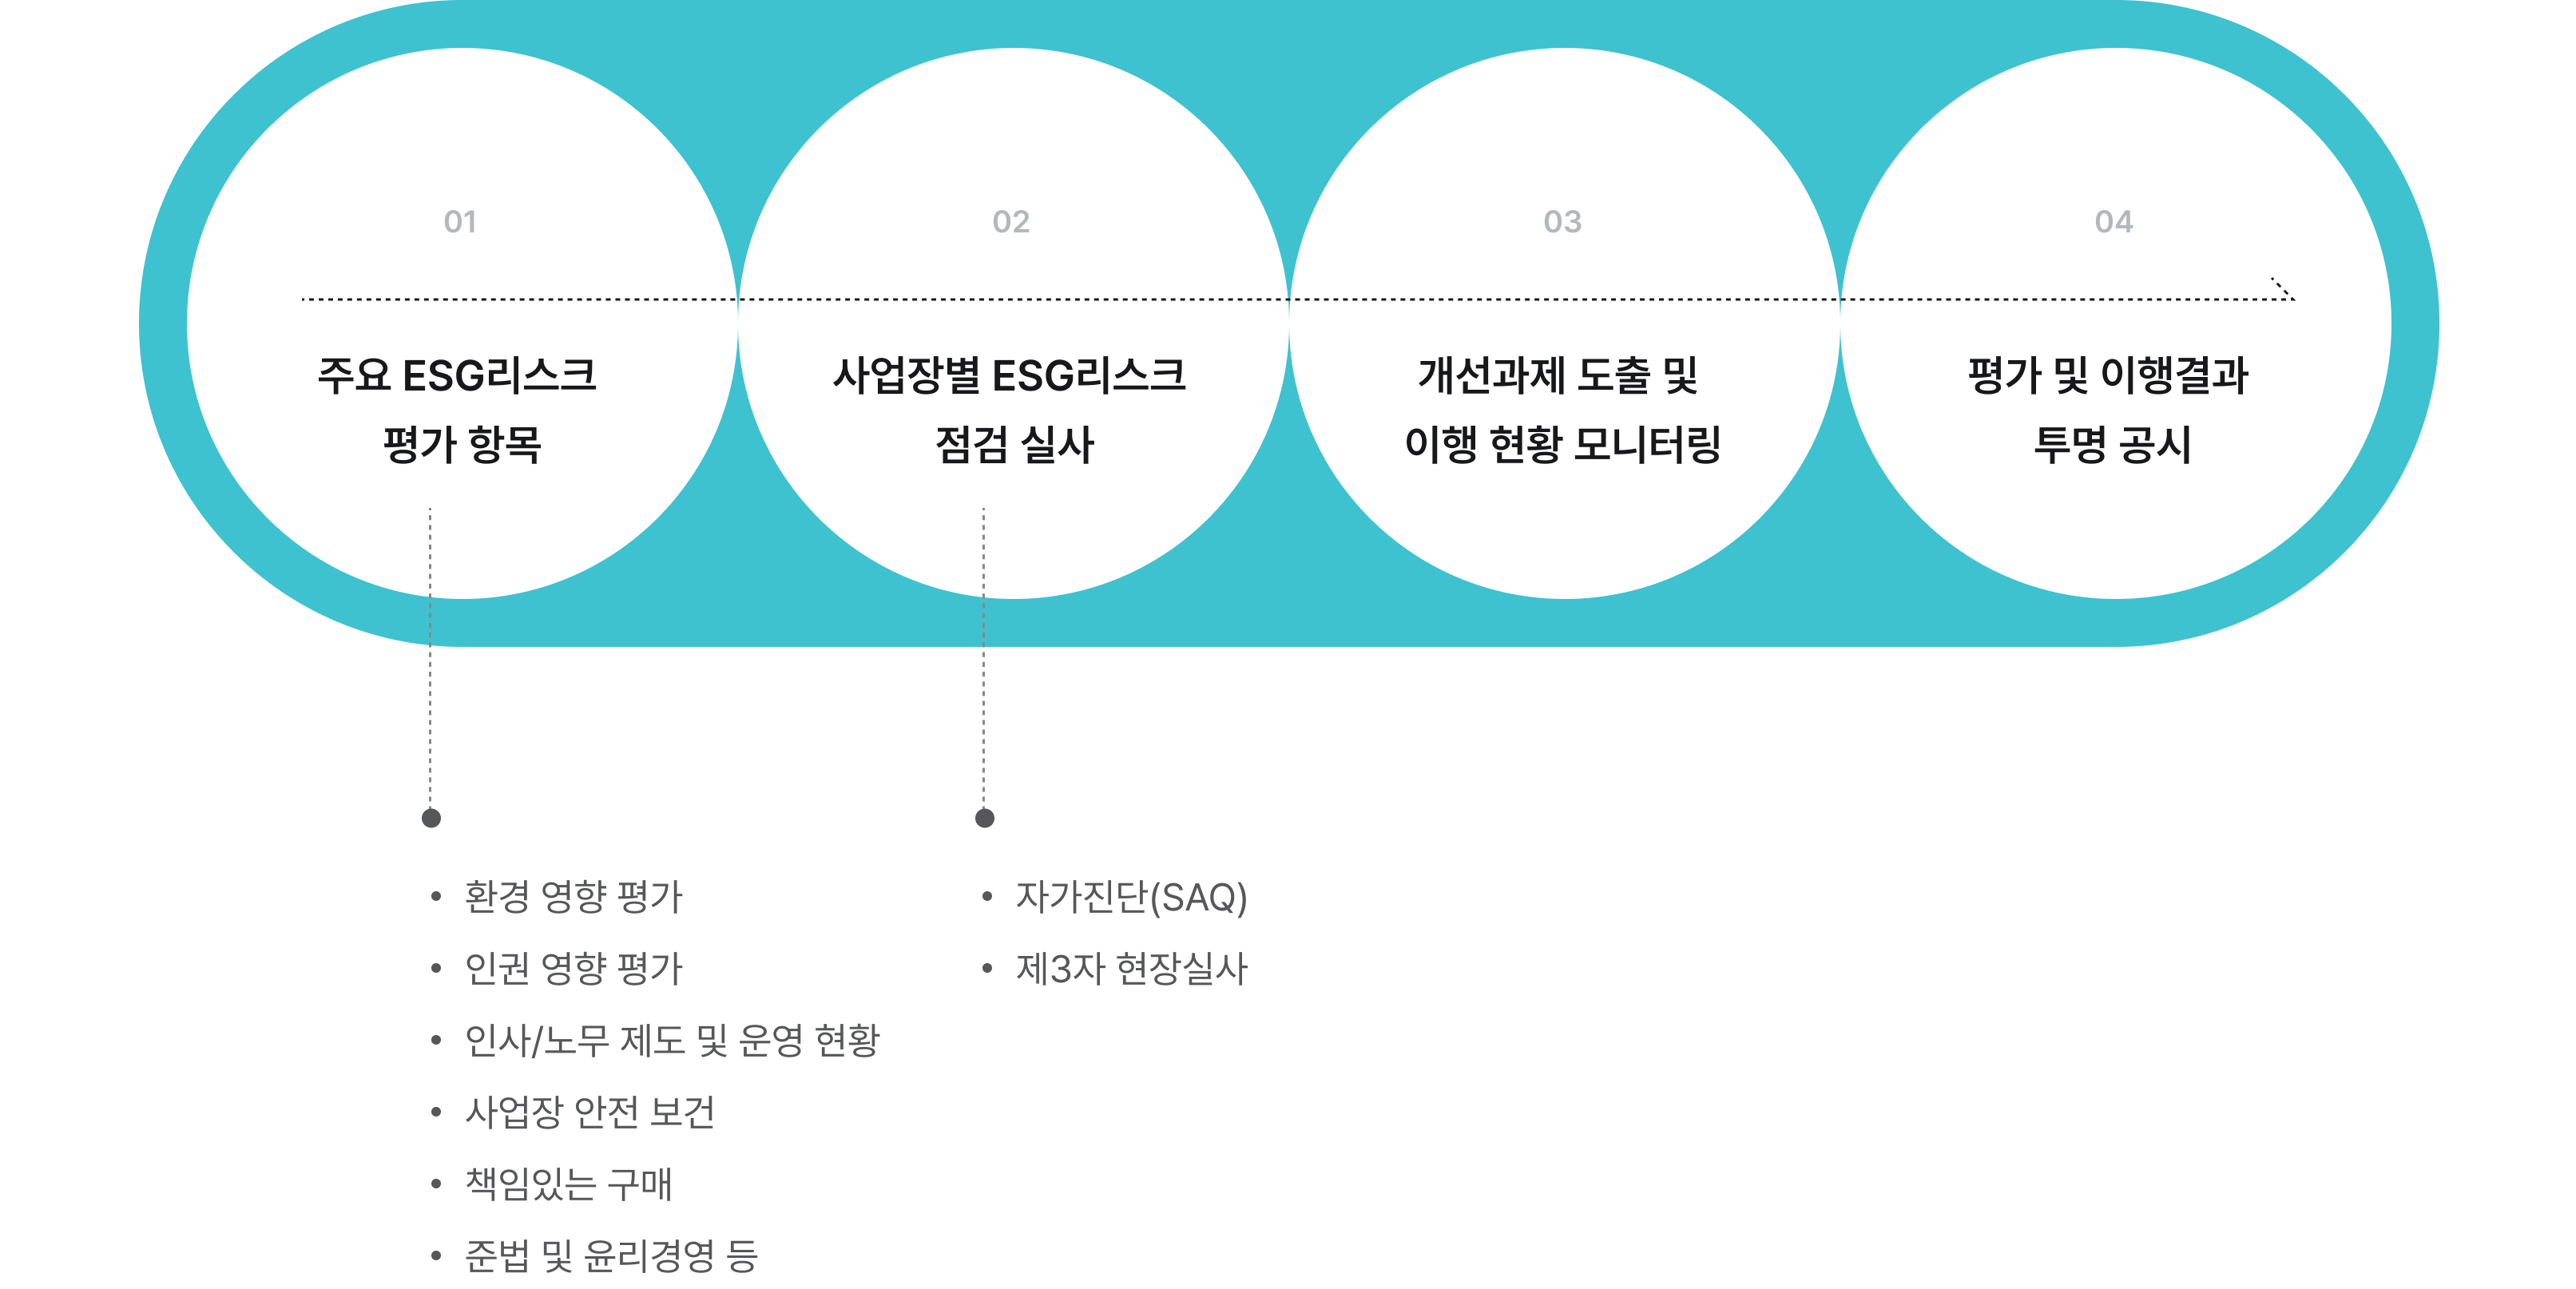 01
주요 ESG리스크
평가 항목
02
사업장별 ESG리스크
점검 실사
03
개선과제 도출 및
이행 현황 모니터링
04
평가 및 이행결과
투명 공시
• 환경 영향 평가
• 인권 영향 평가
• 인사/노무 제도 및 운영 현황
• 사업장 안전 보건
• 책임있는 구매
• 준법 및 윤리경영 등
• 자가진단(SAQ)
• 제3자 현장실사